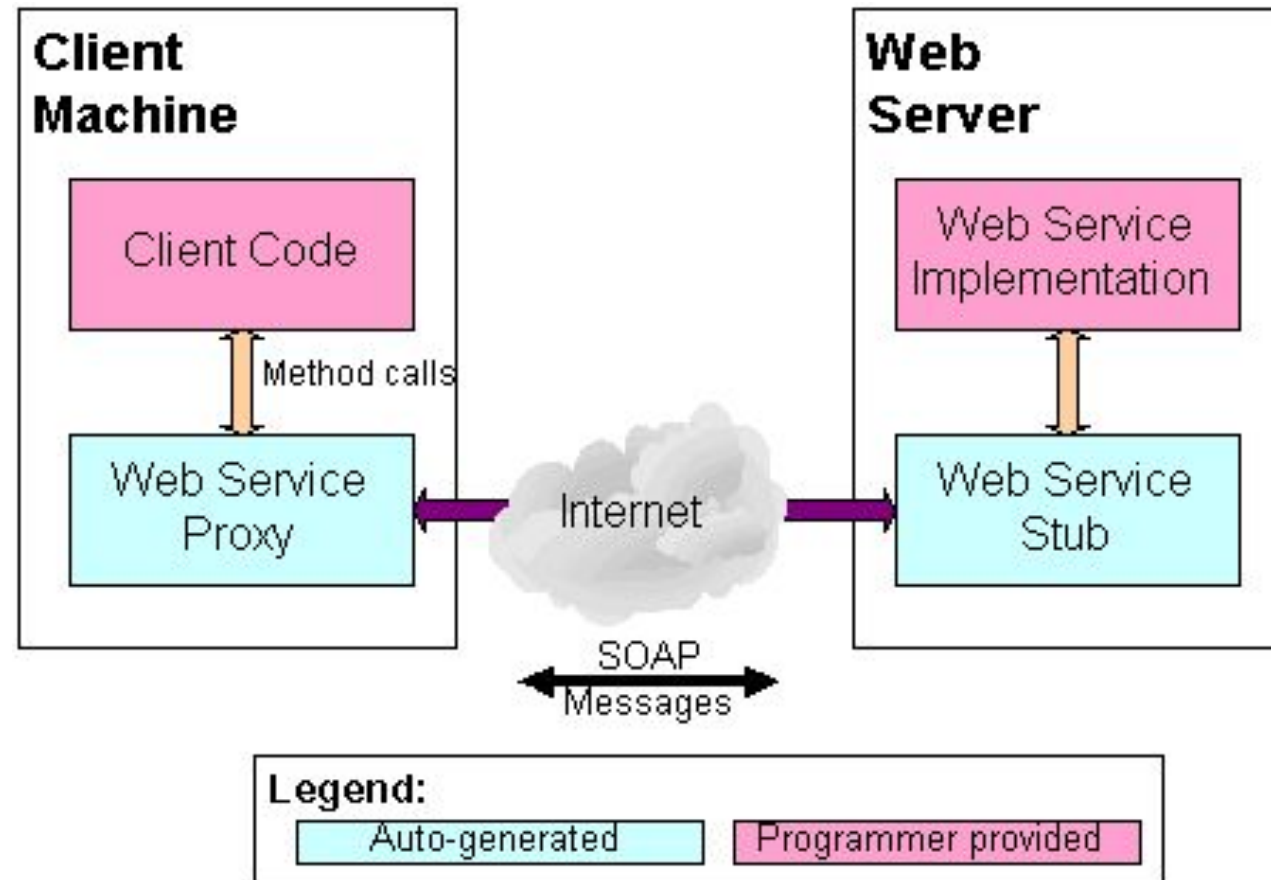 Client
Machine
Client Code
Method calls
Web Service
Proxy
Internet
SOAP
Messages
Web
Server
Web Service
Implementation
Web Service
Stub
Legend:
Auto-generated
Programmer provided